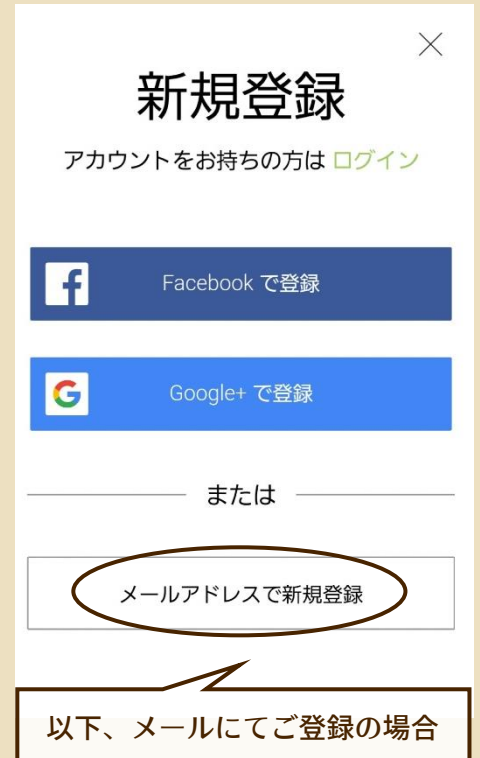 新規登録
アカウントをお持ちの方は ログイン
Facebook で登録
Google+ で登録
または
メールアドレスで新規登録
以下、メールにてご登録の場合